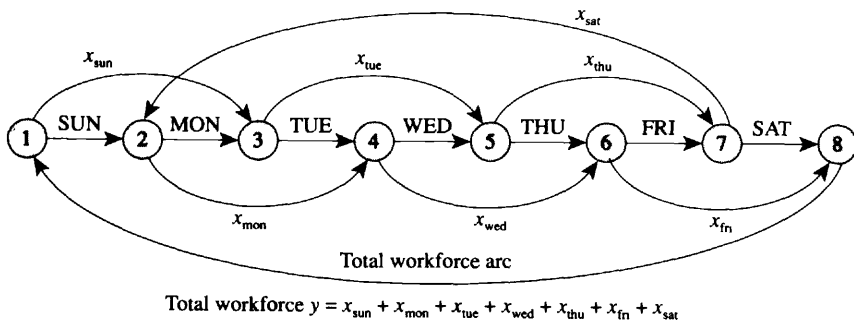 x_sat
x_sun
x_tue
x_thu
1 SUN 2 MON 3 TUE 4 WED 5 THU 6 FRI 7 SAT 8
x_mon
x_wed
x_fri
Total workforce arc
Total workforce y = x_sun + x_mon + x_tue + x_wed + x_thu + x_fri + x_sat